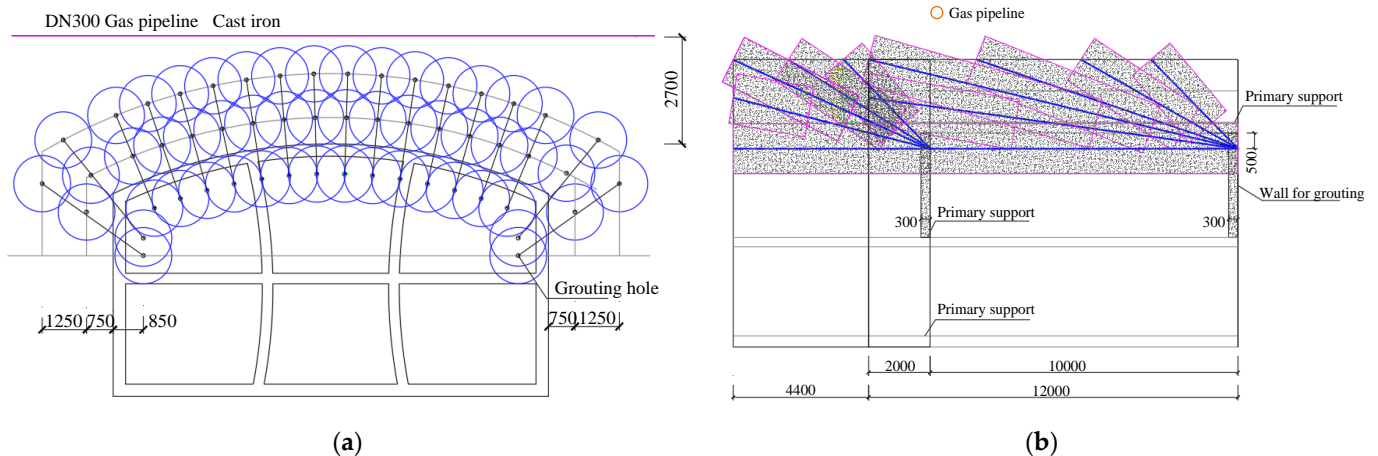 DN300 Gas pipeline Cast iron
2700
Grouting hole
1250 750 850
750 1250
(a)
Gas pipeline
Primary support
500
Wall for grouting
300
Primary support
300
Primary support
2000
10000
4400
12000
(b)